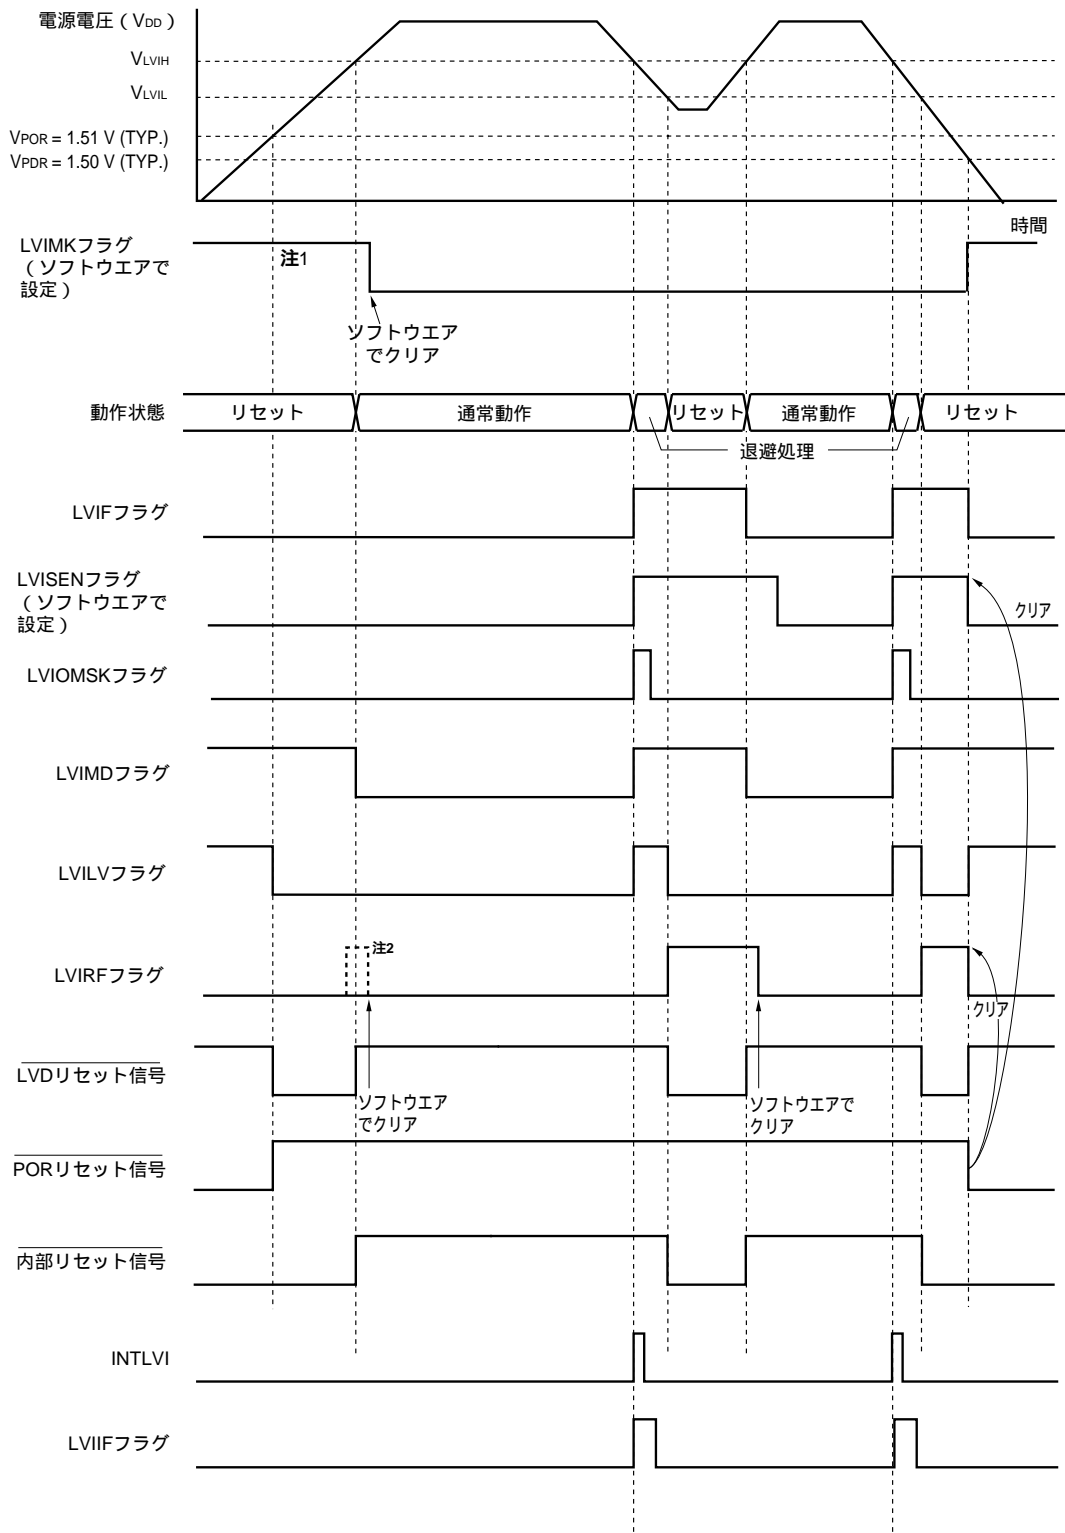 電源電圧（VDD）
VLVIH
VLVIL
VPOR = 1.51 V (TYP.)
VPDR = 1.50 V (TYP.)
時間
LVIMKフラグ
（ソフトウエアで
設定）
注1
ソフトウエア
でクリア
動作状態
リセット
通常動作
リセット
通常動作
リセット
退避処理
LVIFフラグ
LVISENフラグ
（ソフトウエアで
設定）
クリア
LVIOMSKフラグ
LVIMDフラグ
LVILVフラグ
注2
LVIRFフラグ
クリア
LVDリセット信号
ソフトウエア
でクリア
ソフトウエアで
クリア
PORリセット信号
内部リセット信号
INTLVI
LVIIFフラグ